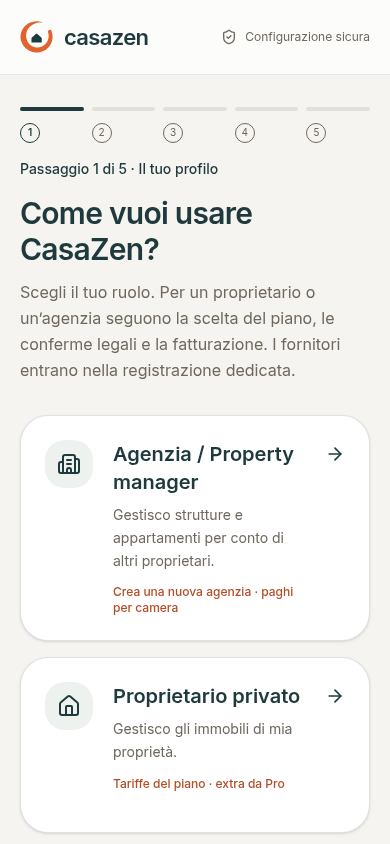 casazen
Configurazione sicura
1 2 3 4 5
Passaggio 1 di 5 · Il tuo profilo
Come vuoi usare
CasaZen?
Scegli il tuo ruolo. Per un proprietario o
un'agenzia seguono la scelta del piano, le
conferme legali e la fatturazione. I fornitori
entrano nella registrazione dedicata.
Agenzia / Property
manager
Gestisco strutture e
appartamenti per conto di
altri proprietari.
Crea una nuova agenzia · paghi
per camera
Proprietario privato
Gestisco gli immobili di mia
proprietà.
Tariffe del piano · extra da Pro